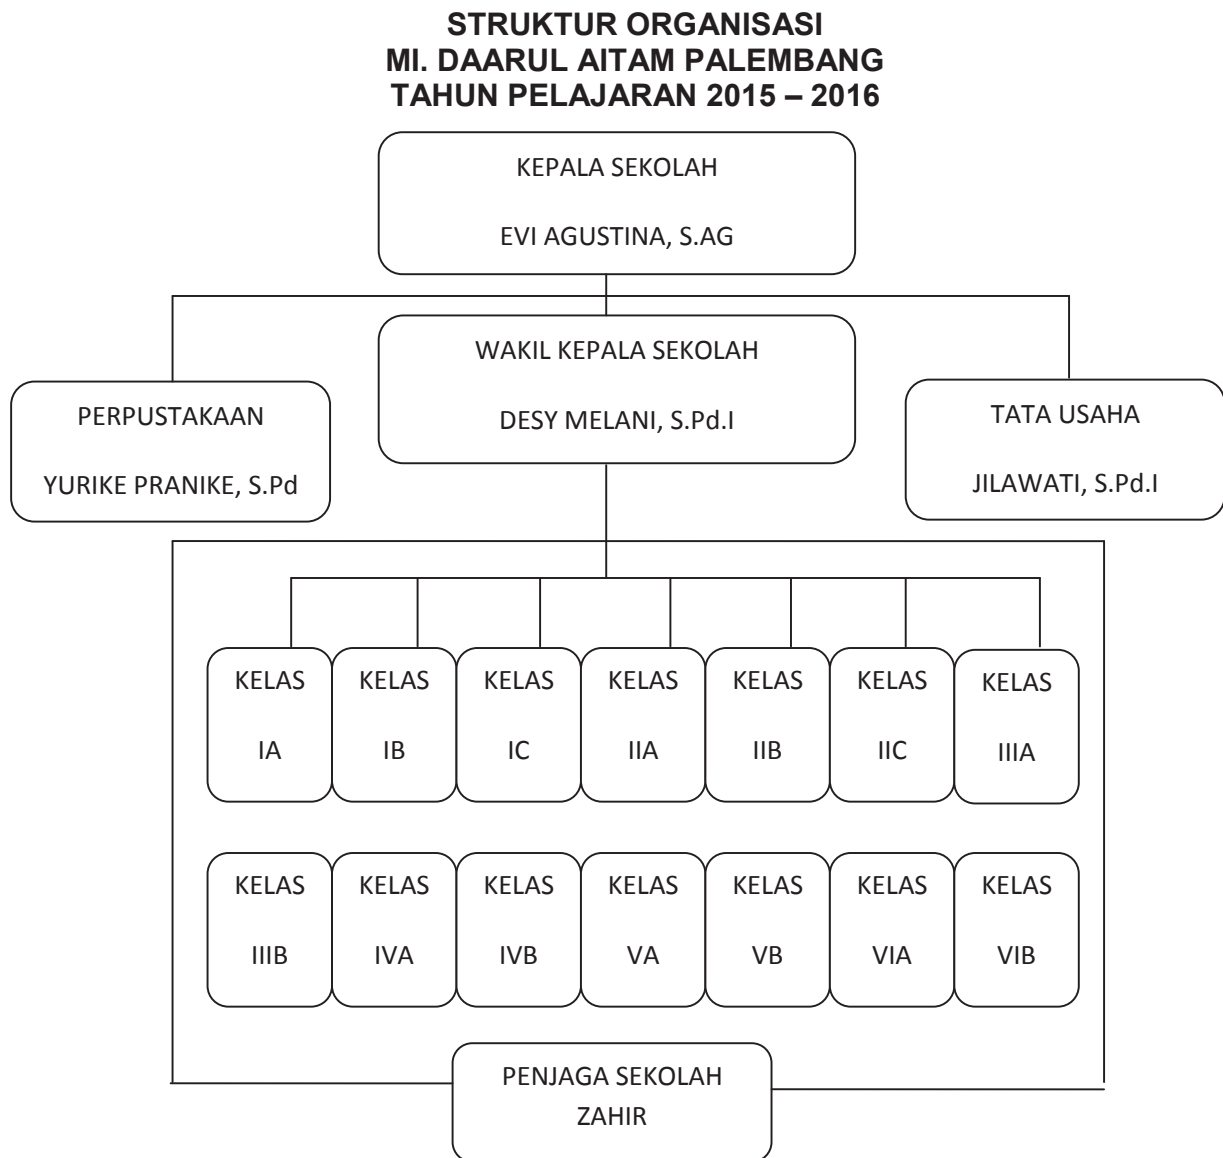 STRUKTUR ORGANISASI
MI. DAARUL AITAM PALEMBANG
TAHUN PELAJARAN 2015 – 2016
KEPALA SEKOLAH
EVI AGUSTINA, S.AG
WAKIL KEPALA SEKOLAH
DESY MELANI, S.Pd.I
PERPUSTAKAAN
YURIKE PRANIKE, S.Pd
TATA USAHA
JILAWATI, S.Pd.I
KELAS
IA
KELAS
IB
KELAS
IC
KELAS
IIA
KELAS
IIB
KELAS
IIC
KELAS
IIIA
KELAS
IIIB
KELAS
IVA
KELAS
IVB
KELAS
VA
KELAS
VB
KELAS
VIA
KELAS
VIB
PENJAGA SEKOLAH
ZAHIR